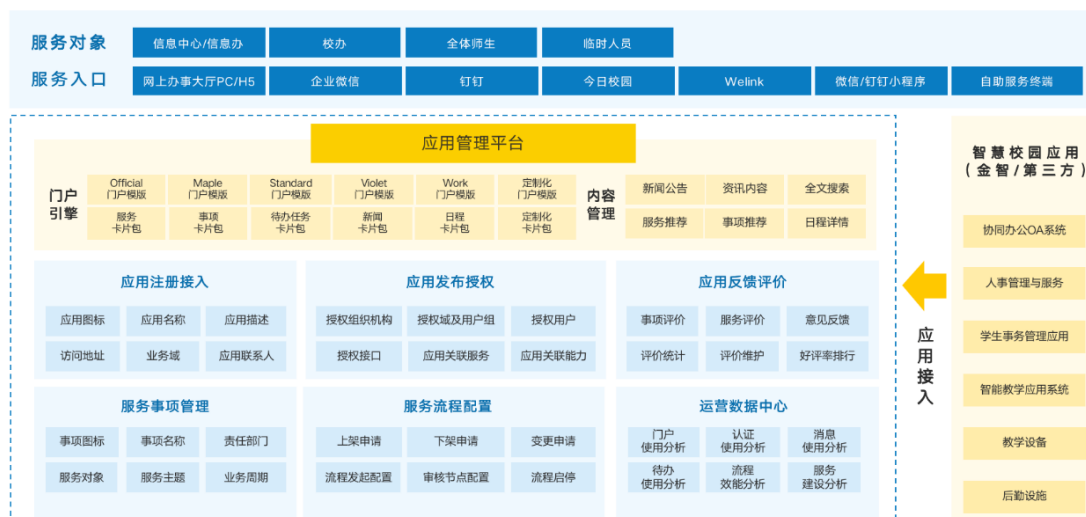 服务对象 信息中心/信息办 校办 全体师生 临时人员
服务入口 网上办事大厅PC/H5 企业微信 钉钉 今日校园 Welink 微信/钉钉小程序 自助服务终端
应用管理平台
门户
引擎
Official
门户模版
Maple
门户模版
Standard
门户模版
Violet
门户模版
Work
门户模版
定制化
门户模版
服务
卡片包
事项
卡片包
待办任务
卡片包
新闻
卡片包
日程
卡片包
定制化
卡片包
内容
管理
新闻公告 资讯内容 全文搜索
服务推荐 事项推荐 日程详情
应用注册接入
应用图标 应用名称 应用描述
访问地址 业务域 应用联系人
应用发布授权
授权组织机构 授权域及用户组 授权用户
授权接口 应用关联服务 应用关联能力
应用反馈评价
事项评价 服务评价 意见反馈
评价统计 评价维护 好评率排行
服务事项管理
事项图标 事项名称 责任部门
服务对象 服务主题 业务周期
服务流程配置
上架申请 下架申请 变更申请
流程发起配置 审核节点配置 流程启停
运营数据中心
门户
使用分析
认证
使用分析
消息
使用分析
待办
使用分析
流程
效能分析
服务
建设分析
应用接入
智慧校园应用
(金智/第三方)
协同办公OA系统
人事管理与服务
学生事务管理应用
智能教学应用系统
教学设备
后勤设施